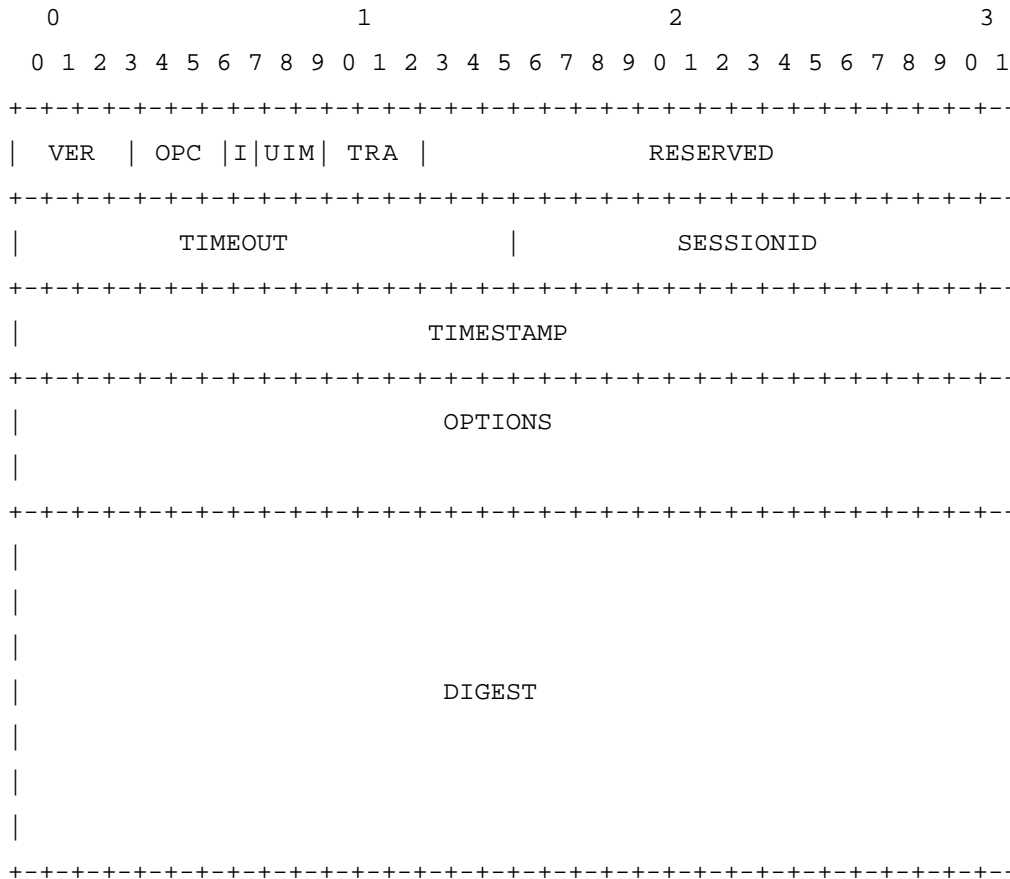 0                   1                   2                   3
0 1 2 3 4 5 6 7 8 9 0 1 2 3 4 5 6 7 8 9 0 1 2 3 4 5 6 7 8 9 0 1
+-+-+-+-+-+-+-+-+-+-+-+-+-+-+-+-+-+-+-+-+-+-+-+-+-+-+-+-+-+-+-+--
|  VER  | OPC |I|UIM| TRA |              RESERVED
+-+-+-+-+-+-+-+-+-+-+-+-+-+-+-+-+-+-+-+-+-+-+-+-+-+-+-+-+-+-+-+--
|          TIMEOUT              |          SESSIONID
+-+-+-+-+-+-+-+-+-+-+-+-+-+-+-+-+-+-+-+-+-+-+-+-+-+-+-+-+-+-+-+--
|                          TIMESTAMP
+-+-+-+-+-+-+-+-+-+-+-+-+-+-+-+-+-+-+-+-+-+-+-+-+-+-+-+-+-+-+-+--
|                           OPTIONS
|
+-+-+-+-+-+-+-+-+-+-+-+-+-+-+-+-+-+-+-+-+-+-+-+-+-+-+-+-+-+-+-+--
|
|
|
|                           DIGEST
|
|
|
+-+-+-+-+-+-+-+-+-+-+-+-+-+-+-+-+-+-+-+-+-+-+-+-+-+-+-+-+-+-+-+--